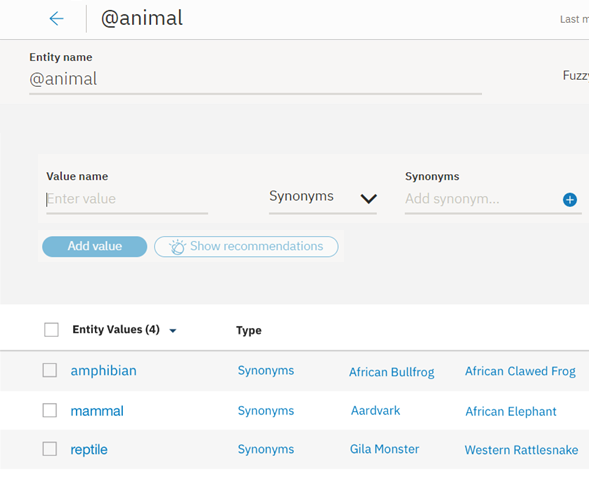 @animal
Last m
Entity name
@animal
Fuzzy
Value name
Synonyms
Enter value
Synonyms
Add synonym...
Add value
Show recommendations
Entity Values (4)
Type
amphibian Synonyms African Bullfrog African Clawed Frog
mammal Synonyms Aardvark African Elephant
reptile Synonyms Gila Monster Western Rattlesnake